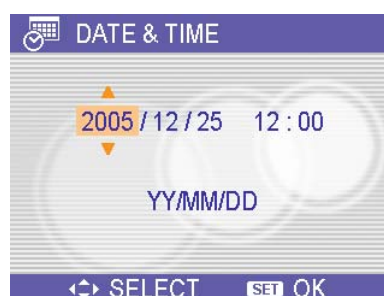 DATE & TIME
2005 / 12 / 25 12 : 00
YY/MM/DD
SELECT SET OK